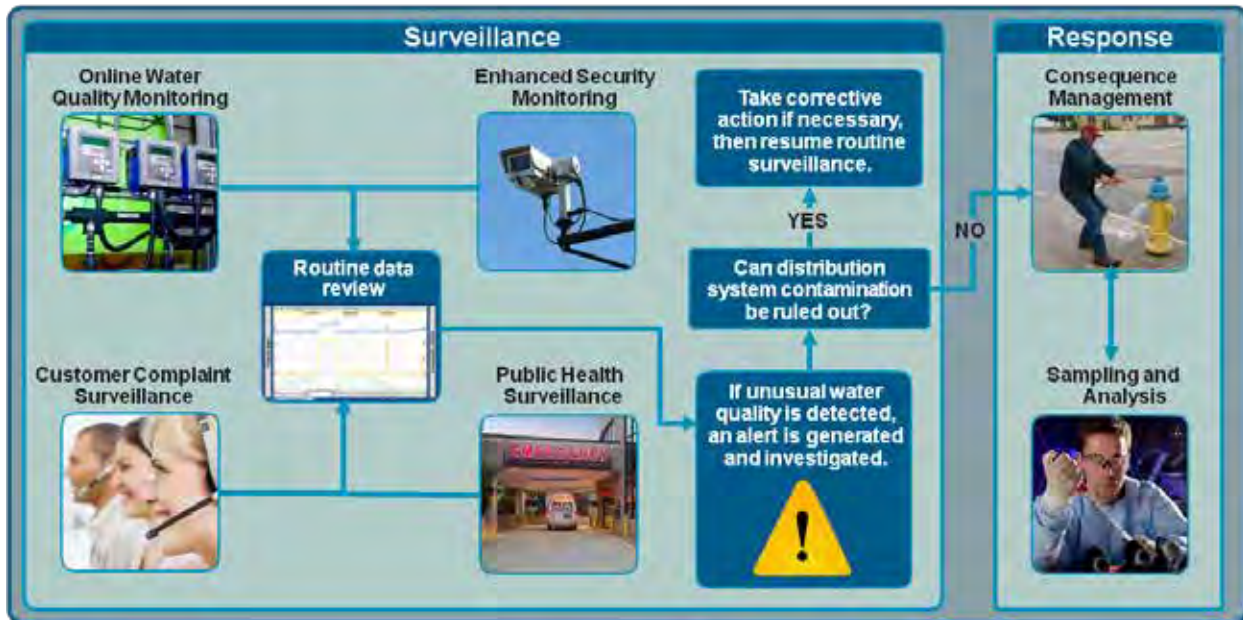 Surveillance
Online Water
Quality Monitoring
Enhanced Security
Monitoring
Take corrective
action if necessary,
then resume routine
surveillance.
YES
Can distribution
system contamination
be ruled out?
Routine data
review
Customer Complaint
Surveillance
Public Health
Surveillance
EMERGENCY
If unusual water
quality is detected,
an alert is generated
and investigated.
!
NO
Response
Consequence
Management
Sampling and
Analysis